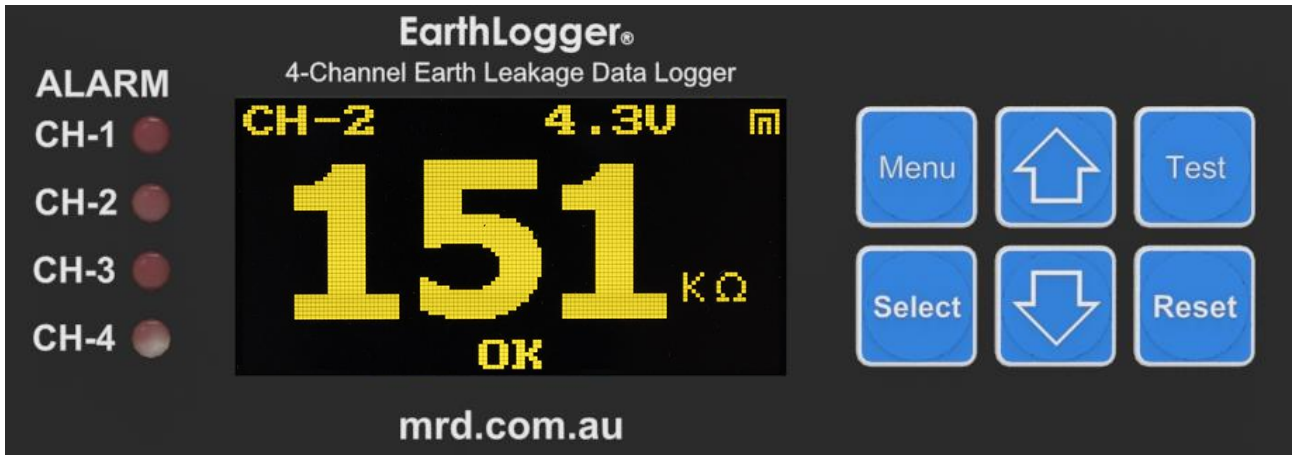 EarthLogger®
4-Channel Earth Leakage Data Logger
ALARM
CH-1
CH-2
CH-3
CH-4
CH-2 4.3V
151 KΩ
OK
Menu
Test
Select
Reset
mrd.com.au